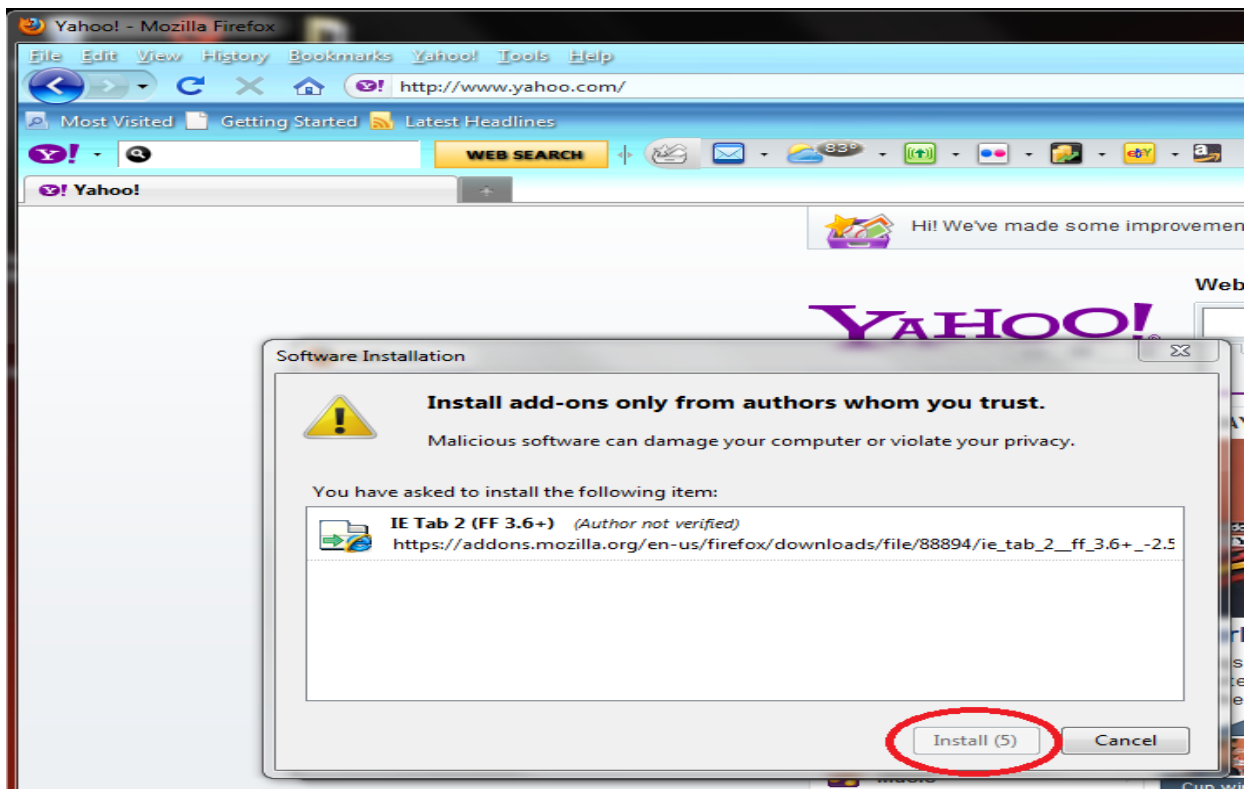 Yahoo! - Mozilla Firefox
File Edit View History Bookmarks Yahoo! Tools Help
http://www.yahoo.com/
Most Visited Getting Started Latest Headlines
Y! WEB SEARCH 83° ebY a
Y! Yahoo! +
Hi! We've made some improvemen
Web
YAHOO!
Software Installation
Install add-ons only from authors whom you trust.
Malicious software can damage your computer or violate your privacy.
You have asked to install the following item:
IE Tab 2 (FF 3.6+) (Author not verified)
https://addons.mozilla.org/en-us/firefox/downloads/file/88894/ie_tab_2__ff_3.6+_-2.5
Install (5) Cancel